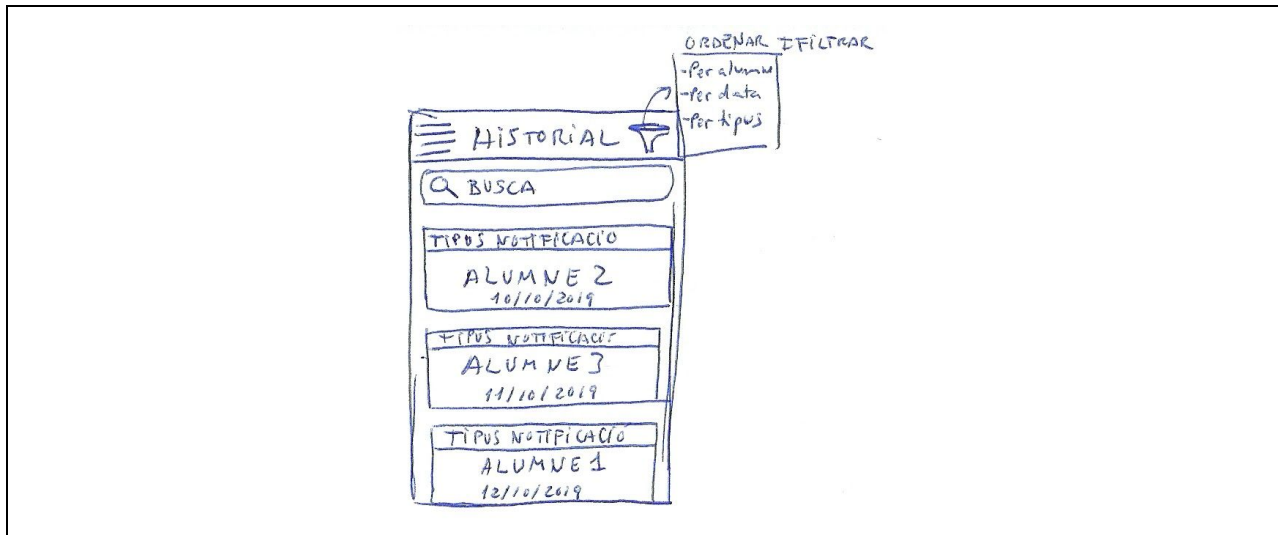 ORDENAR I FILTRAR
-Per alumne
-Per data
-Per tipus
HISTORIAL
BUSCA
TIPUS NOTIFICACIÓ
ALUMNE 2
10/10/2019
TIPUS NOTIFICACIÓ
ALUMNE 3
11/10/2019
TIPUS NOTIFICACIÓ
ALUMNE 1
12/10/2019